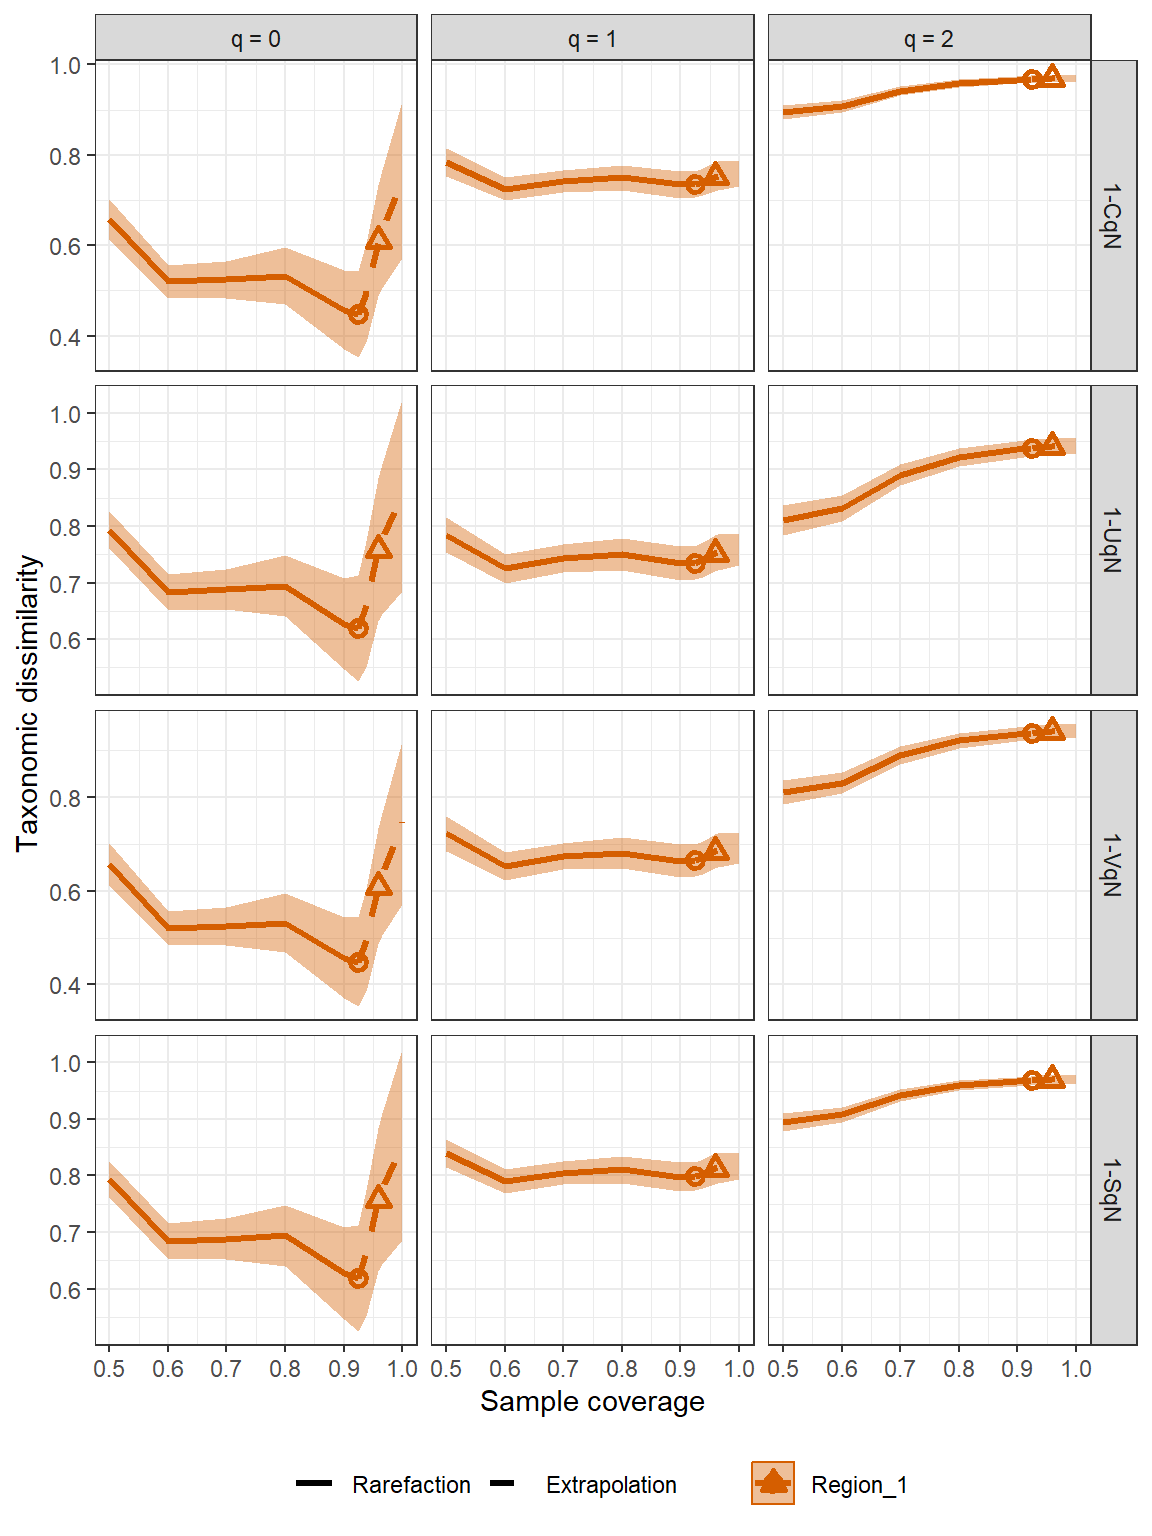 q = 0
q = 1
q = 2
1.0
0.8
0.6
0.4
1-CqN
1.0
0.9
0.8
0.7
0.6
1-UqN
Taxonomic dissimilarity
0.8
0.6
0.4
1-VqN
1.0
0.9
0.8
0.7
0.6
1-SqN
0.5 0.6 0.7 0.8 0.9 1.0
0.5 0.6 0.7 0.8 0.9 1.0
0.5 0.6 0.7 0.8 0.9 1.0
Sample coverage
Rarefaction
Extrapolation
Region_1